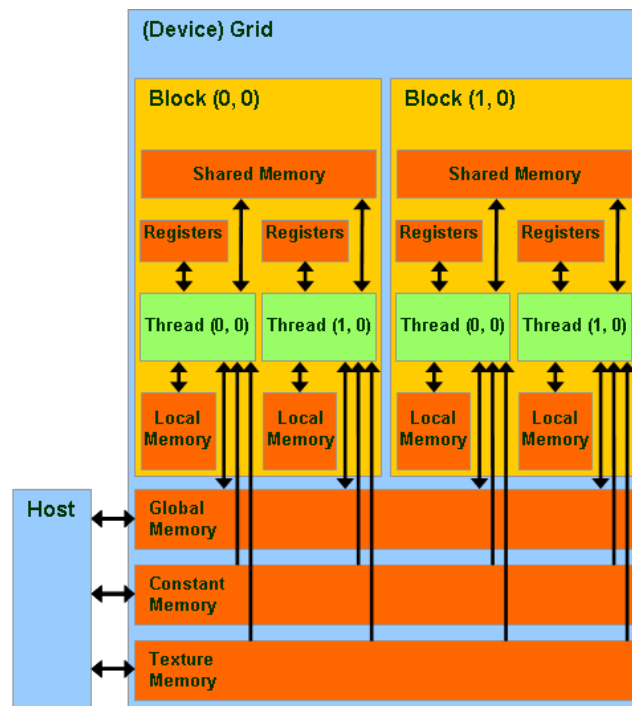 (Device) Grid
Block (0, 0)
Block (1, 0)
Shared Memory
Shared Memory
Registers
Registers
Registers
Registers
Thread (0, 0)
Thread (1, 0)
Thread (0, 0)
Thread (1, 0)
Local
Memory
Local
Memory
Local
Memory
Local
Memory
Host
Global
Memory
Constant
Memory
Texture
Memory